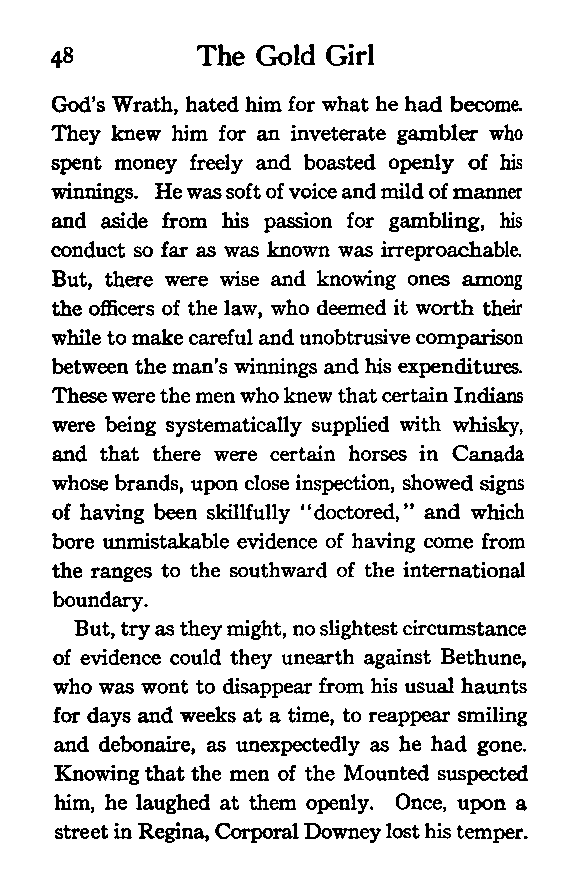 48 The Gold Girl
God's Wrath, hated him for what he had become.
They knew him for an inveterate gambler who
spent money freely and boasted openly of his
winnings. He was soft of voice and mild of manner
and aside from his passion for gambling, his
conduct so far as was known was irreproachable.
But, there were wise and knowing ones among
the officers of the law, who deemed it worth their
while to make careful and unobtrusive comparison
between the man's winnings and his expenditures.
These were the men who knew that certain Indians
were being systematically supplied with whisky,
and that there were certain horses in Canada
whose brands, upon close inspection, showed signs
of having been skillfully "doctored," and which
bore unmistakable evidence of having come from
the ranges to the southward of the international
boundary.
But, try as they might, no slightest circumstance
of evidence could they unearth against Bethune,
who was wont to disappear from his usual haunts
for days and weeks at a time, to reappear smiling
and debonaire, as unexpectedly as he had gone.
Knowing that the men of the Mounted suspected
him, he laughed at them openly. Once, upon a
street in Regina, Corporal Downey lost his temper.